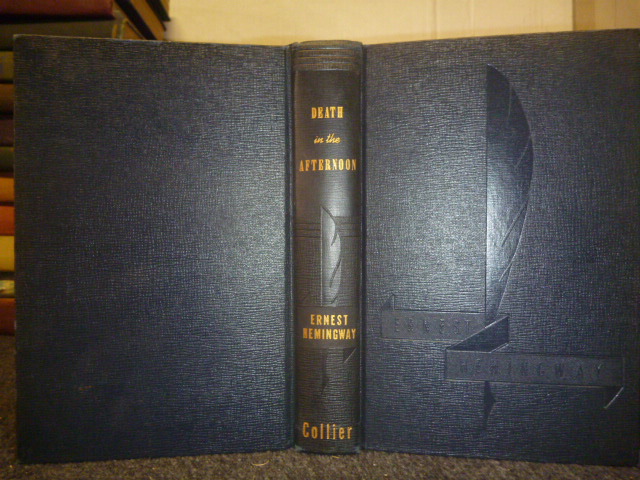 DEATH
in the
AFTERNOON
ERNEST
HEMINGWAY
Collier
ERNEST
HEMINGWAY